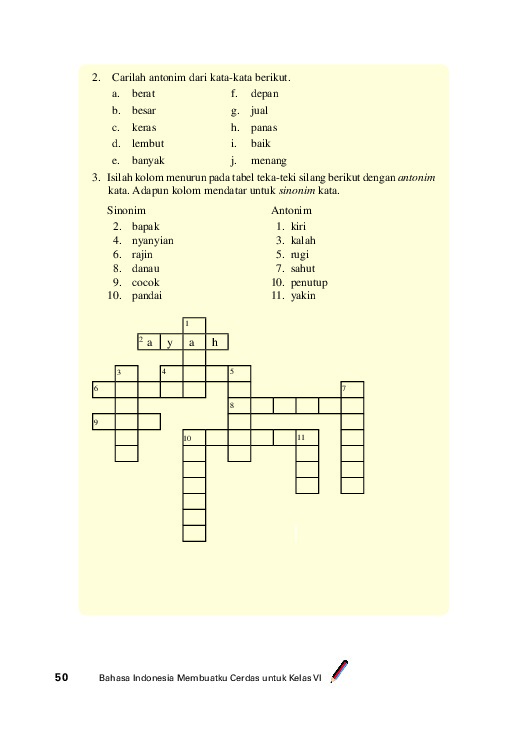 2. Carilah antonim dari kata-kata berikut.
a. berat
b. besar
c. keras
d. lembut
e. banyak
f. depan
g. jual
h. panas
i. baik
j. menang
3. Isilah kolom menurun pada tabel teka-teki silang berikut dengan antonim
kata. Adapun kolom mendatar untuk sinonim kata.
Sinonim
2. bapak
4. nyanyian
6. rajin
8. danau
9. cocok
10. pandai
Antonim
1. kiri
3. kalah
5. rugi
7. sahut
10. penutup
11. yakin
1
2 a y a h
3 4 5
6 7
8
9
10 11
50 Bahasa Indonesia Membuatku Cerdas untuk Kelas VI